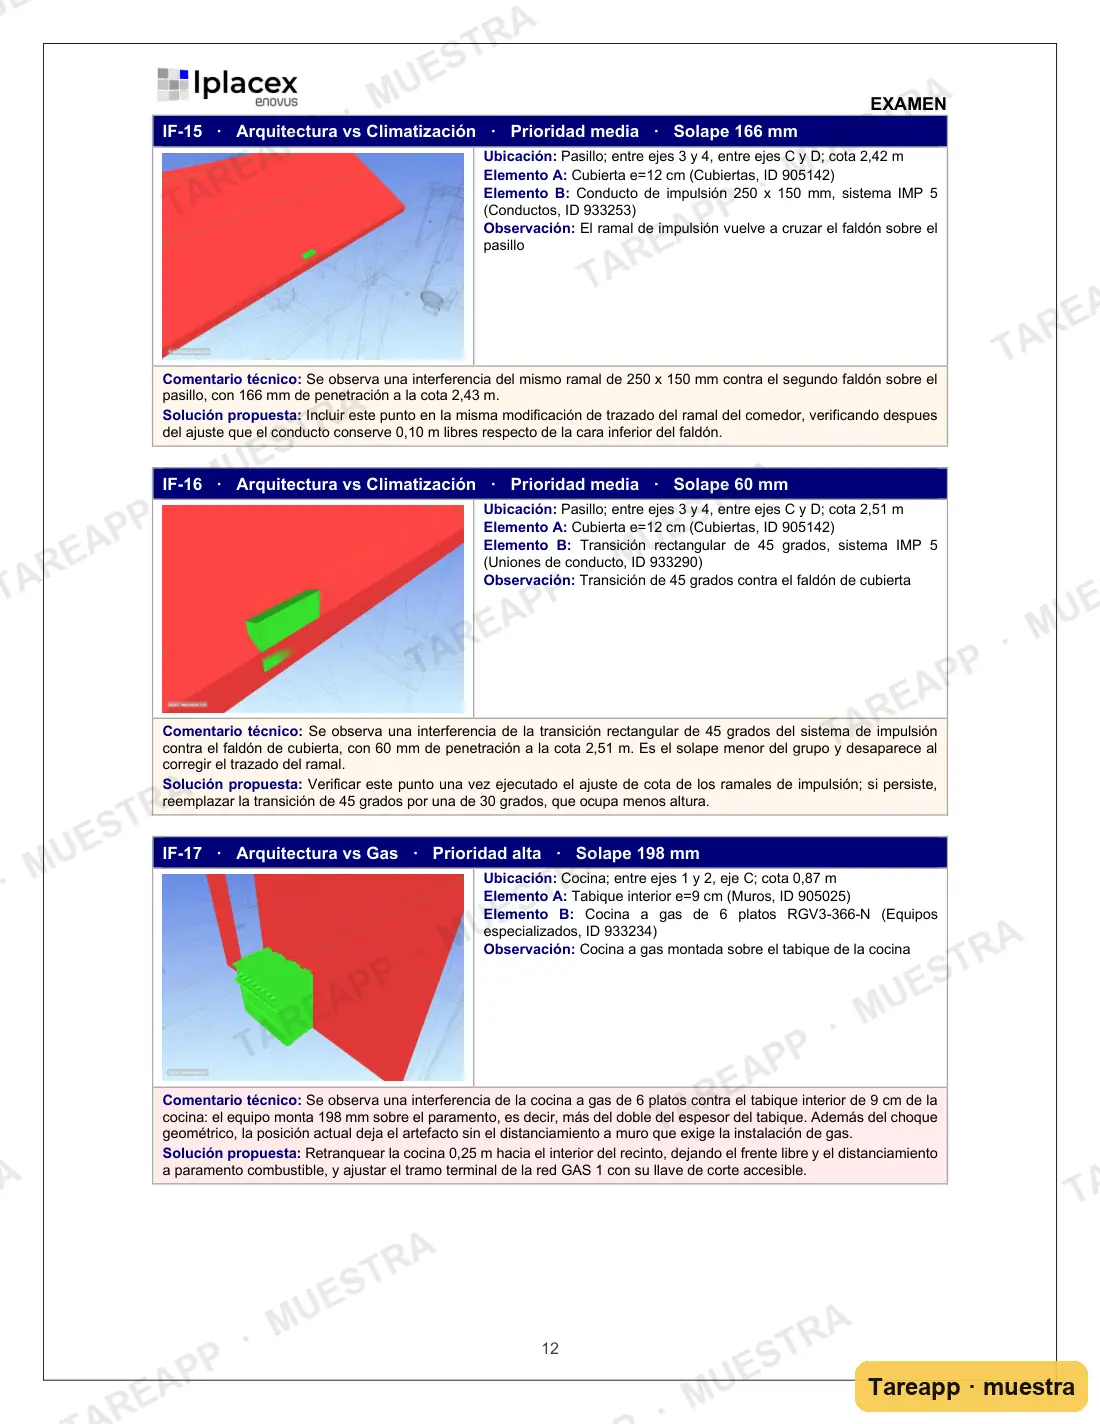 Iplacex
enovus
EXAMEN
IF-15 · Arquitectura vs Climatización · Prioridad media · Solape 166 mm
Ubicación: Pasillo; entre ejes 3 y 4, entre ejes C y D; cota 2,42 m
Elemento A: Cubierta e=12 cm (Cubiertas, ID 905142)
Elemento B: Conducto de impulsión 250 x 150 mm, sistema IMP 5
(Conductos, ID 933253)
Observación: El ramal de impulsión vuelve a cruzar el faldón sobre el
pasillo
Comentario técnico: Se observa una interferencia del mismo ramal de 250 x 150 mm contra el segundo faldón sobre el
pasillo, con 166 mm de penetración a la cota 2,43 m.
Solución propuesta: Incluir este punto en la misma modificación de trazado del ramal del comedor, verificando despues
del ajuste que el conducto conserve 0,10 m libres respecto de la cara inferior del faldón.
IF-16 · Arquitectura vs Climatización · Prioridad media · Solape 60 mm
Ubicación: Pasillo; entre ejes 3 y 4, entre ejes C y D; cota 2,51 m
Elemento A: Cubierta e=12 cm (Cubiertas, ID 905142)
Elemento B: Transición rectangular de 45 grados, sistema IMP 5
(Uniones de conducto, ID 933290)
Observación: Transición de 45 grados contra el faldón de cubierta
Comentario técnico: Se observa una interferencia de la transición rectangular de 45 grados del sistema de impulsión
contra el faldón de cubierta, con 60 mm de penetración a la cota 2,51 m. Es el solape menor del grupo y desaparece al
corregir el trazado del ramal.
Solución propuesta: Verificar este punto una vez ejecutado el ajuste de cota de los ramales de impulsión; si persiste,
reemplazar la transición de 45 grados por una de 30 grados, que ocupa menos altura.
IF-17 · Arquitectura vs Gas · Prioridad alta · Solape 198 mm
Ubicación: Cocina; entre ejes 1 y 2, eje C; cota 0,87 m
Elemento A: Tabique interior e=9 cm (Muros, ID 905025)
Elemento B: Cocina a gas de 6 platos RGV3-366-N (Equipos
especializados, ID 933234)
Observación: Cocina a gas montada sobre el tabique de la cocina
Comentario técnico: Se observa una interferencia de la cocina a gas de 6 platos contra el tabique interior de 9 cm de la
cocina: el equipo monta 198 mm sobre el paramento, es decir, más del doble del espesor del tabique. Además del choque
geométrico, la posición actual deja el artefacto sin el distanciamiento a muro que exige la instalación de gas.
Solución propuesta: Retranquear la cocina 0,25 m hacia el interior del recinto, dejando el frente libre y el distanciamiento
a paramento combustible, y ajustar el tramo terminal de la red GAS 1 con su llave de corte accesible.
12
TAREAPP · MUESTRA
Tareapp · muestra